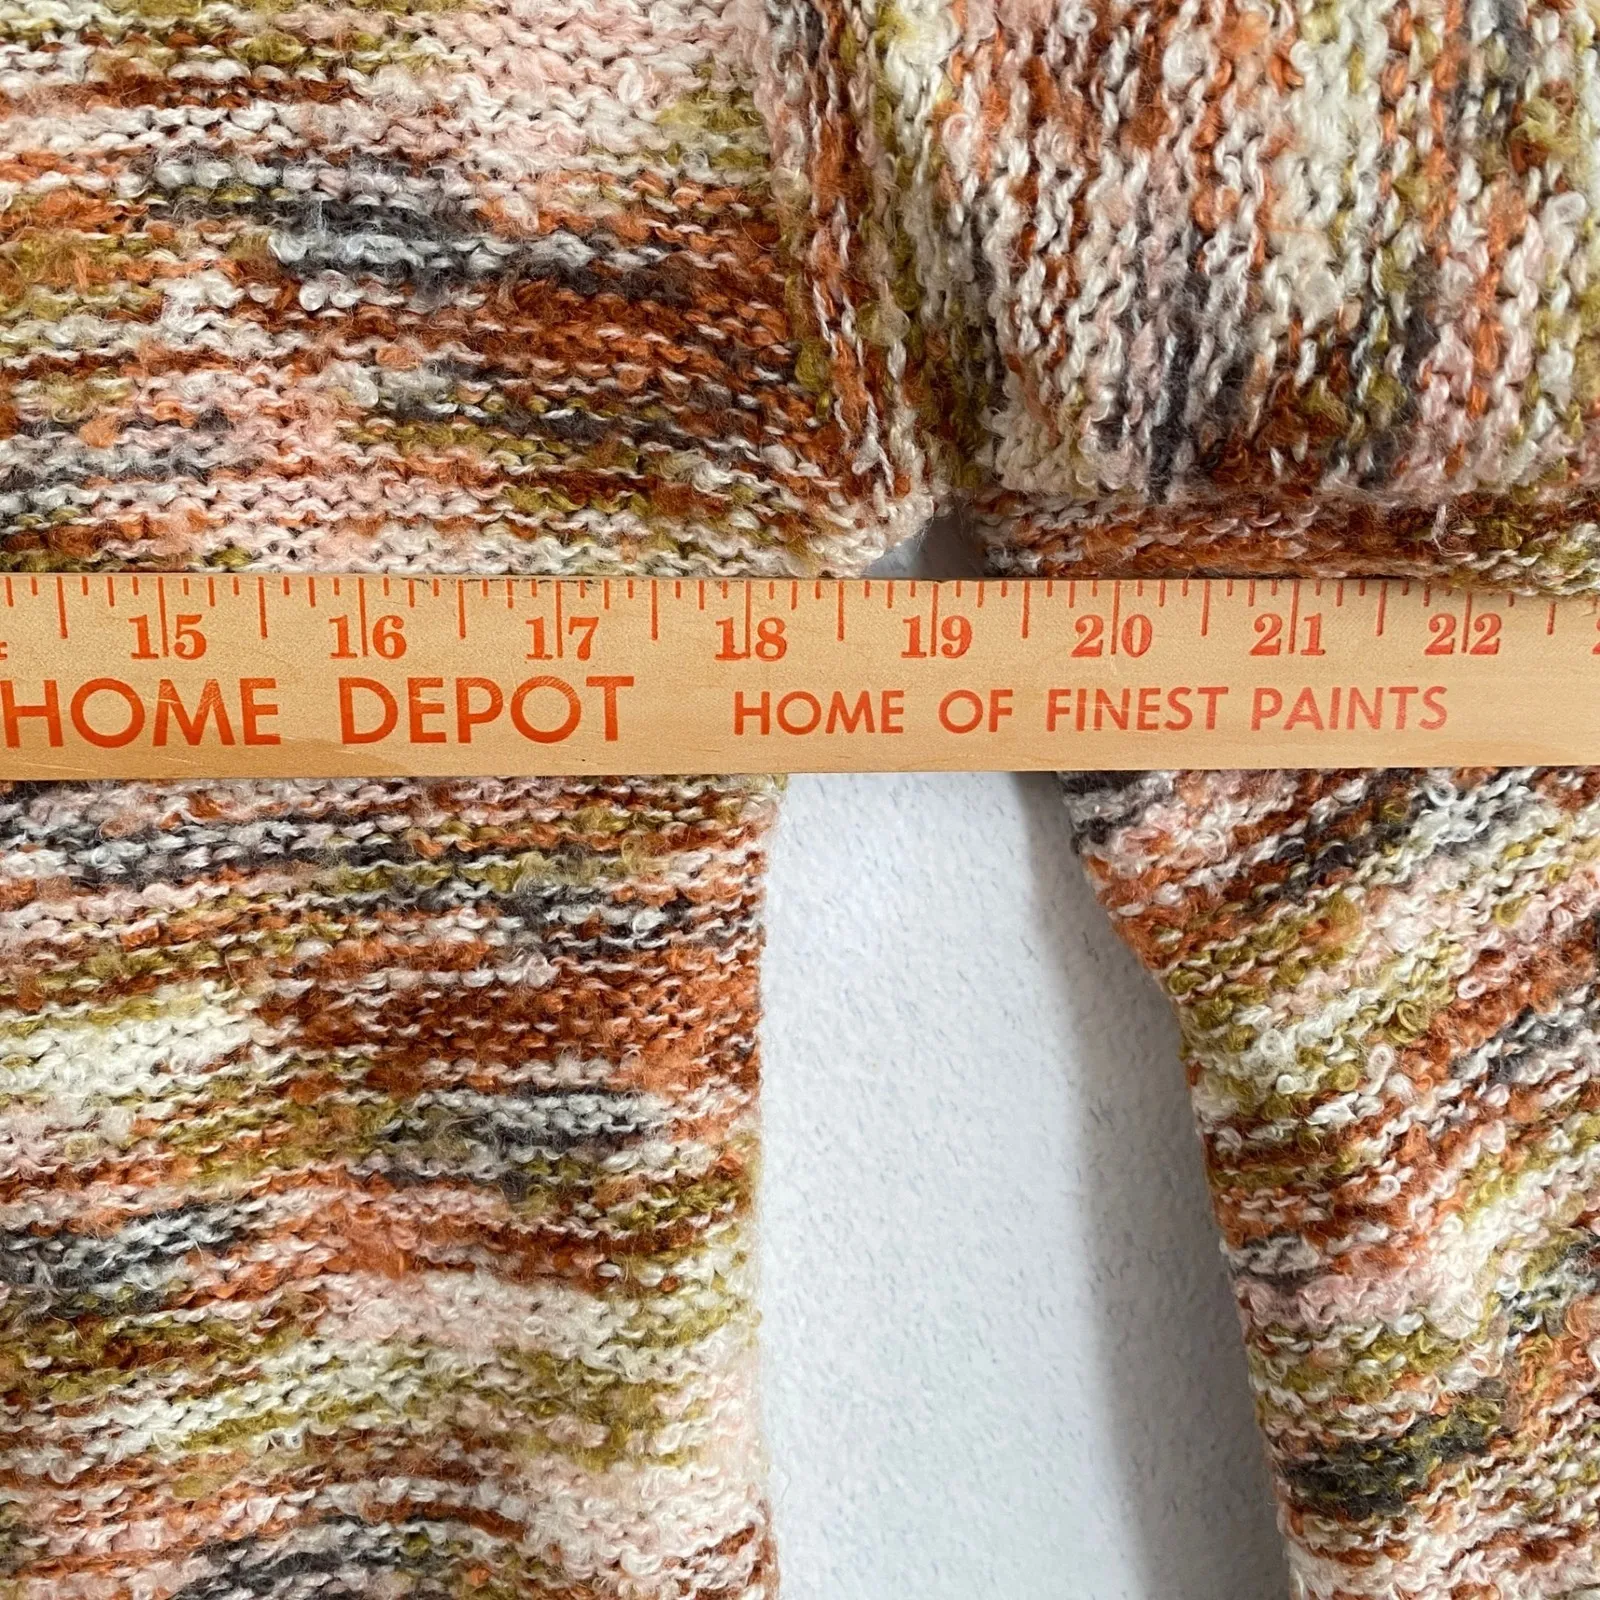 15 16 17 18 19 20 21 22
HOME DEPOT HOME OF FINEST PAINTS